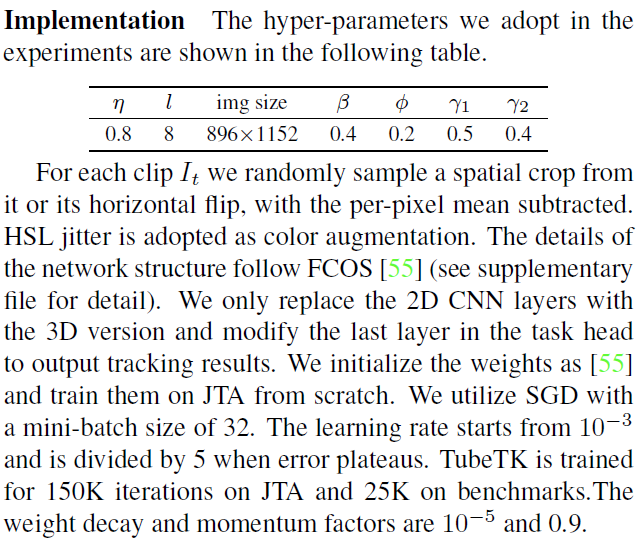 Implementation The hyper-parameters we adopt in the
experiments are shown in the following table.
η l img size β ϕ γ1 γ2
0.8 8 896×1152 0.4 0.2 0.5 0.4
For each clip It we randomly sample a spatial crop from
it or its horizontal flip, with the per-pixel mean subtracted.
HSL jitter is adopted as color augmentation. The details of
the network structure follow FCOS [55] (see supplementary
file for detail). We only replace the 2D CNN layers with
the 3D version and modify the last layer in the task head
to output tracking results. We initialize the weights as [55]
and train them on JTA from scratch. We utilize SGD with
a mini-batch size of 32. The learning rate starts from 10⁻³
and is divided by 5 when error plateaus. TubeTK is trained
for 150K iterations on JTA and 25K on benchmarks.The
weight decay and momentum factors are 10⁻⁵ and 0.9.